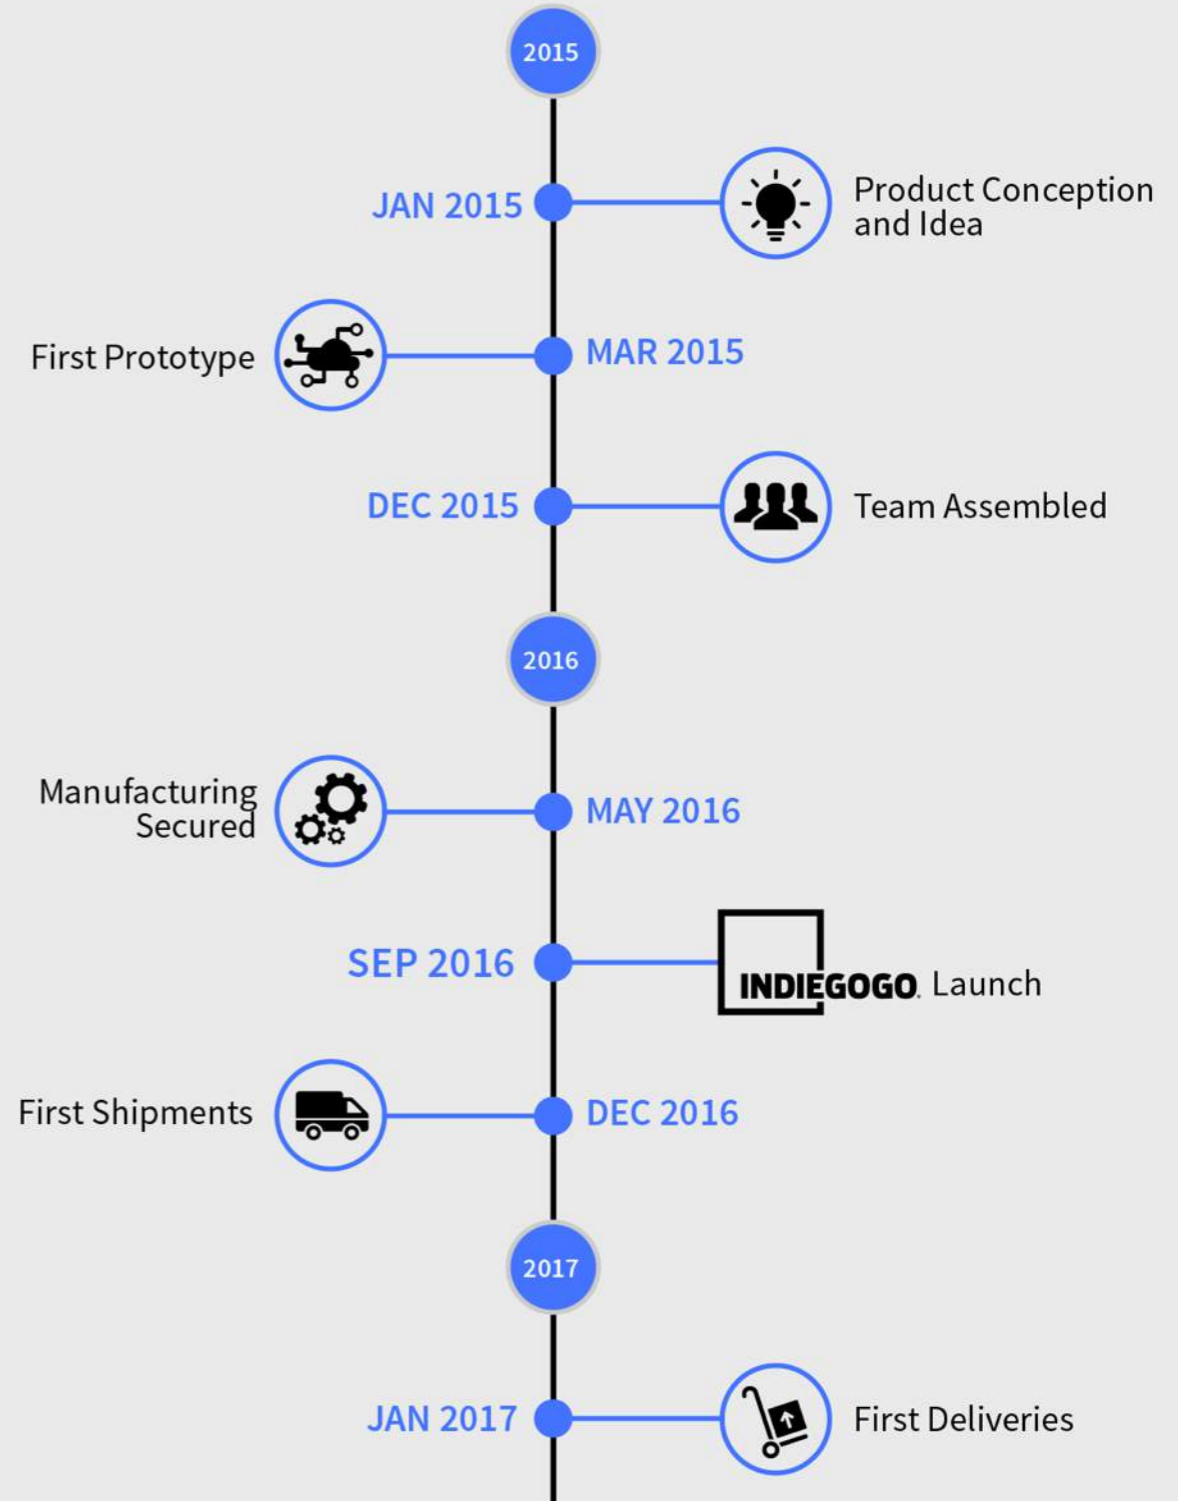 2015
JAN 2015
Product Conception
and Idea
First Prototype
MAR 2015
DEC 2015
Team Assembled
2016
Manufacturing
Secured
MAY 2016
SEP 2016
INDIEGOGO. Launch
First Shipments
DEC 2016
2017
JAN 2017
First Deliveries